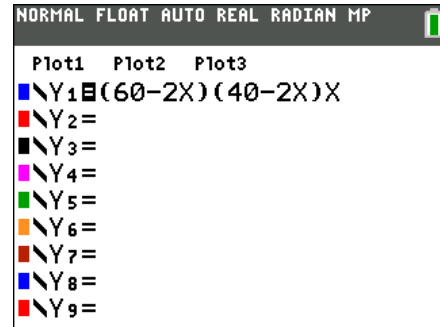 NORMAL FLOAT AUTO REAL RADIAN MP
Plot1 Plot2 Plot3
\Y1=(60-2X)(40-2X)X
\Y2=
\Y3=
\Y4=
\Y5=
\Y6=
\Y7=
\Y8=
\Y9=